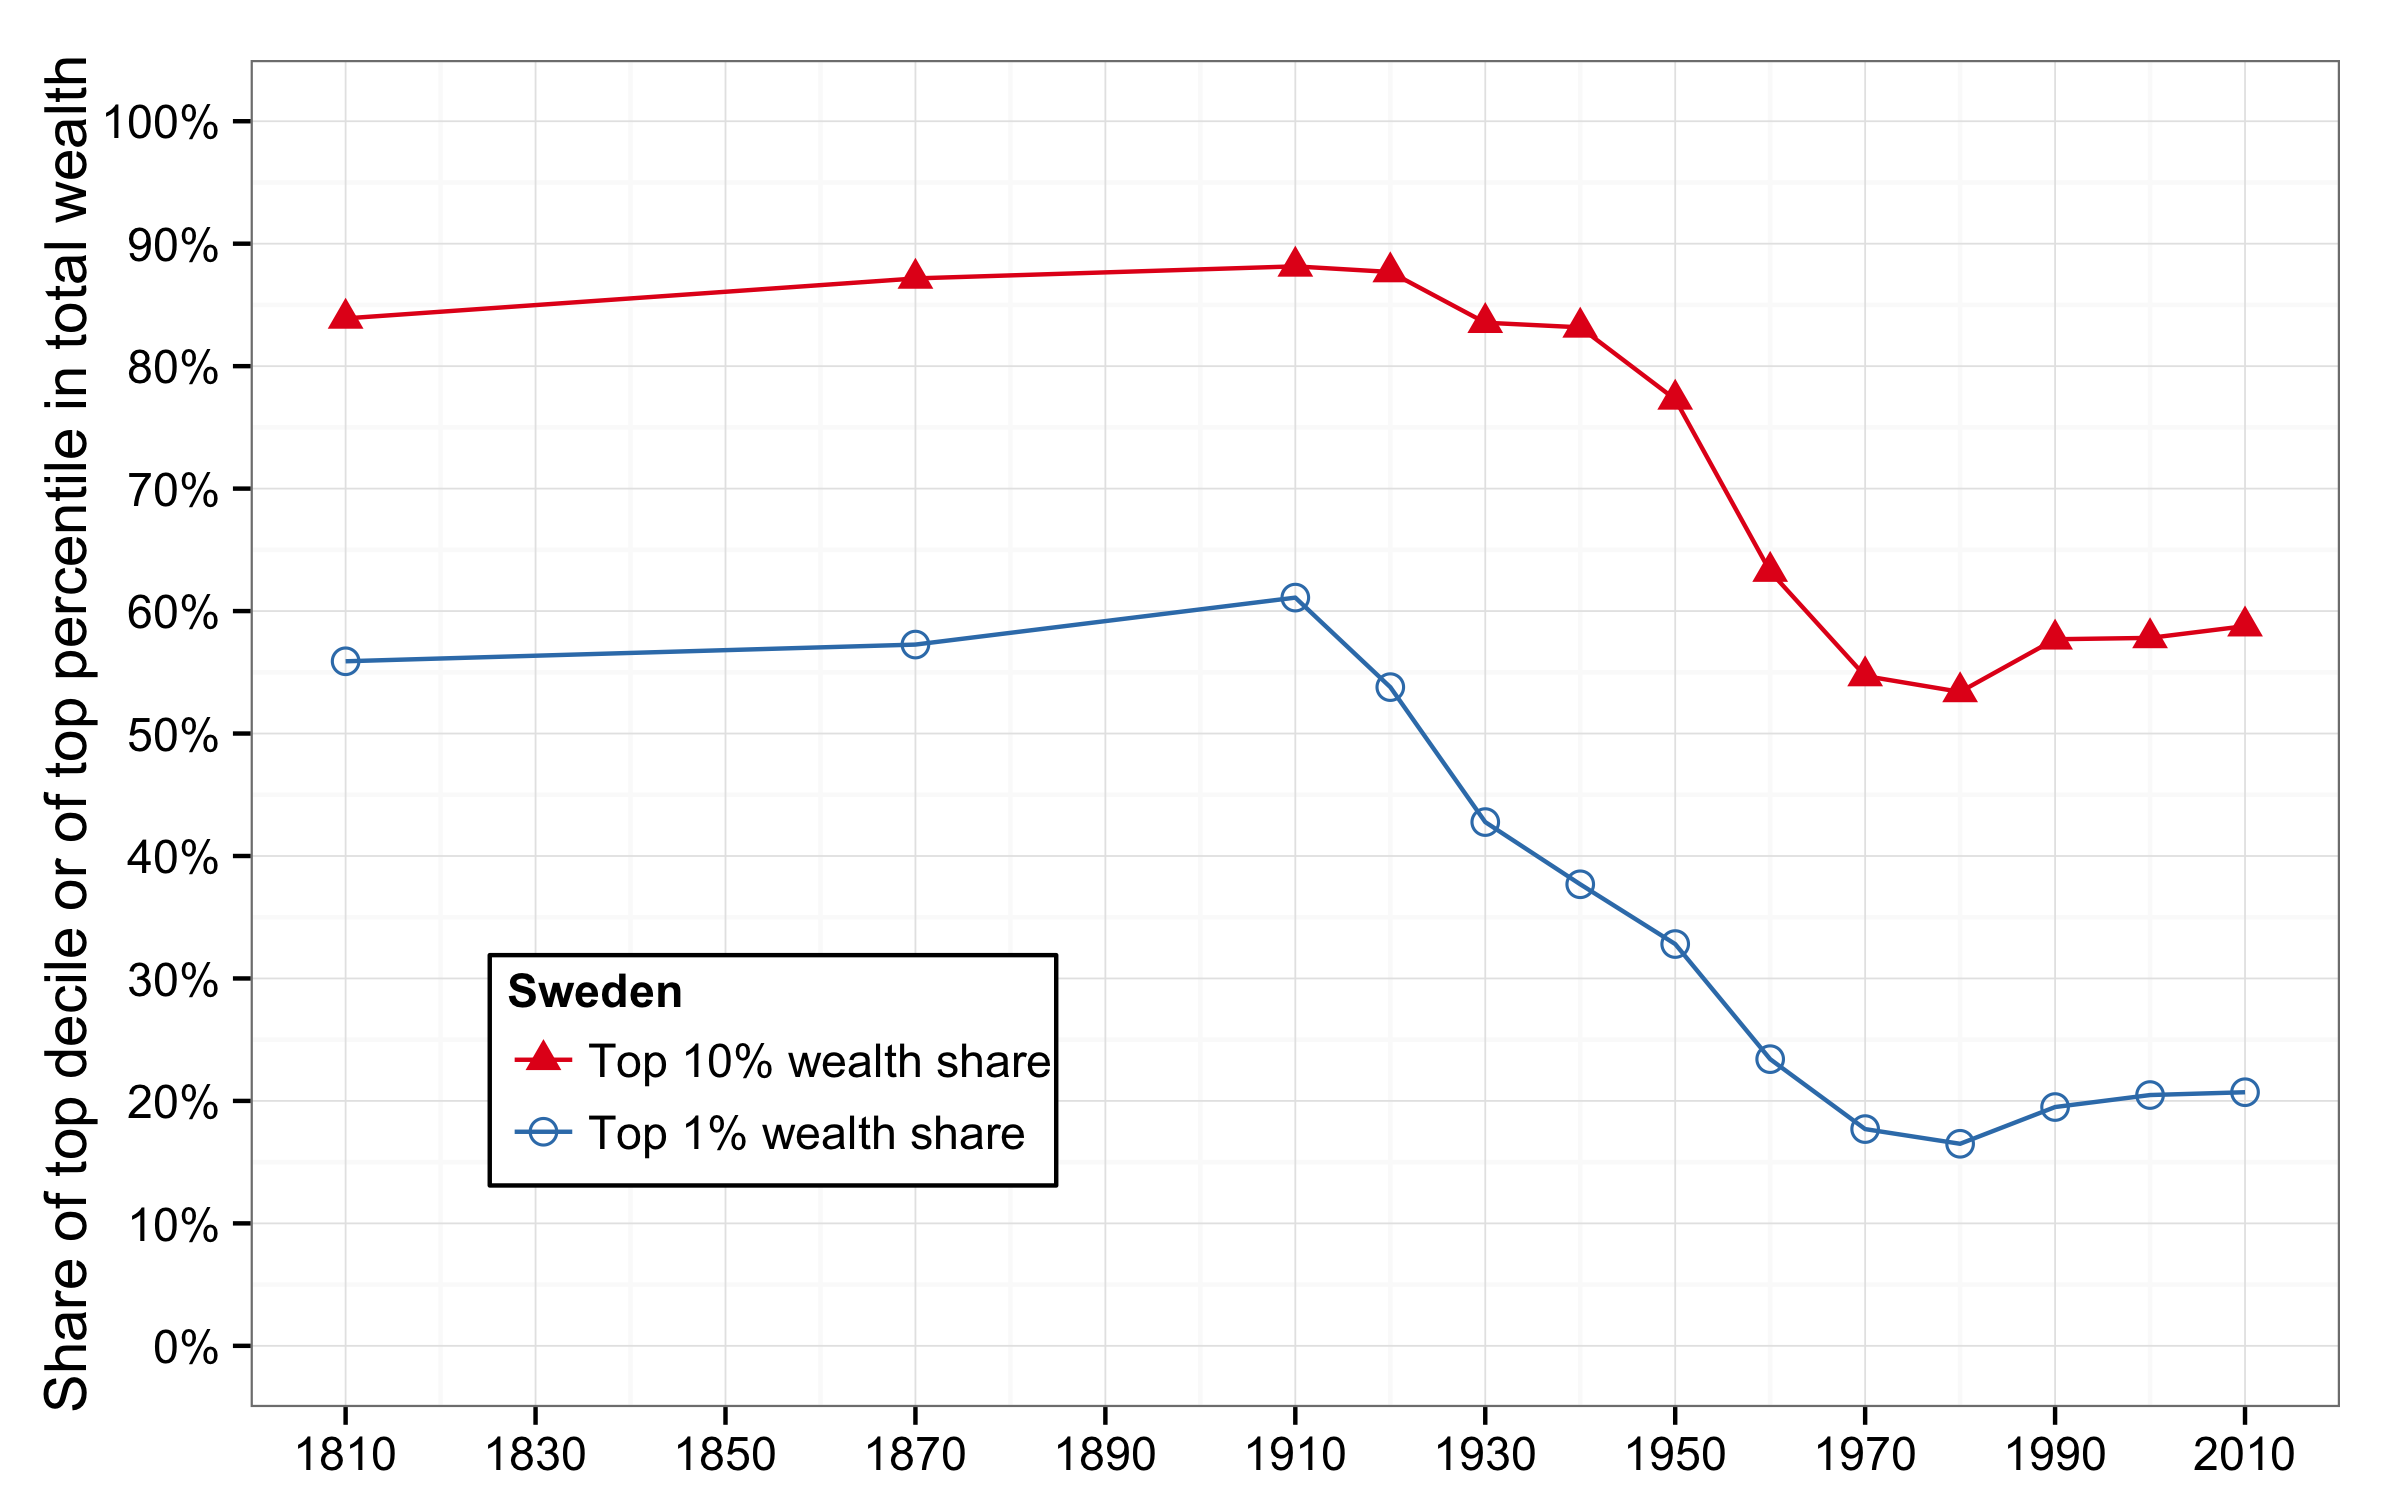 Share of top decile or of top percentile in total wealth
100%
90%
80%
70%
60%
50%
40%
30%
20%
10%
0%
Sweden
Top 10% wealth share
Top 1% wealth share
1810 1830 1850 1870 1890 1910 1930 1950 1970 1990 2010